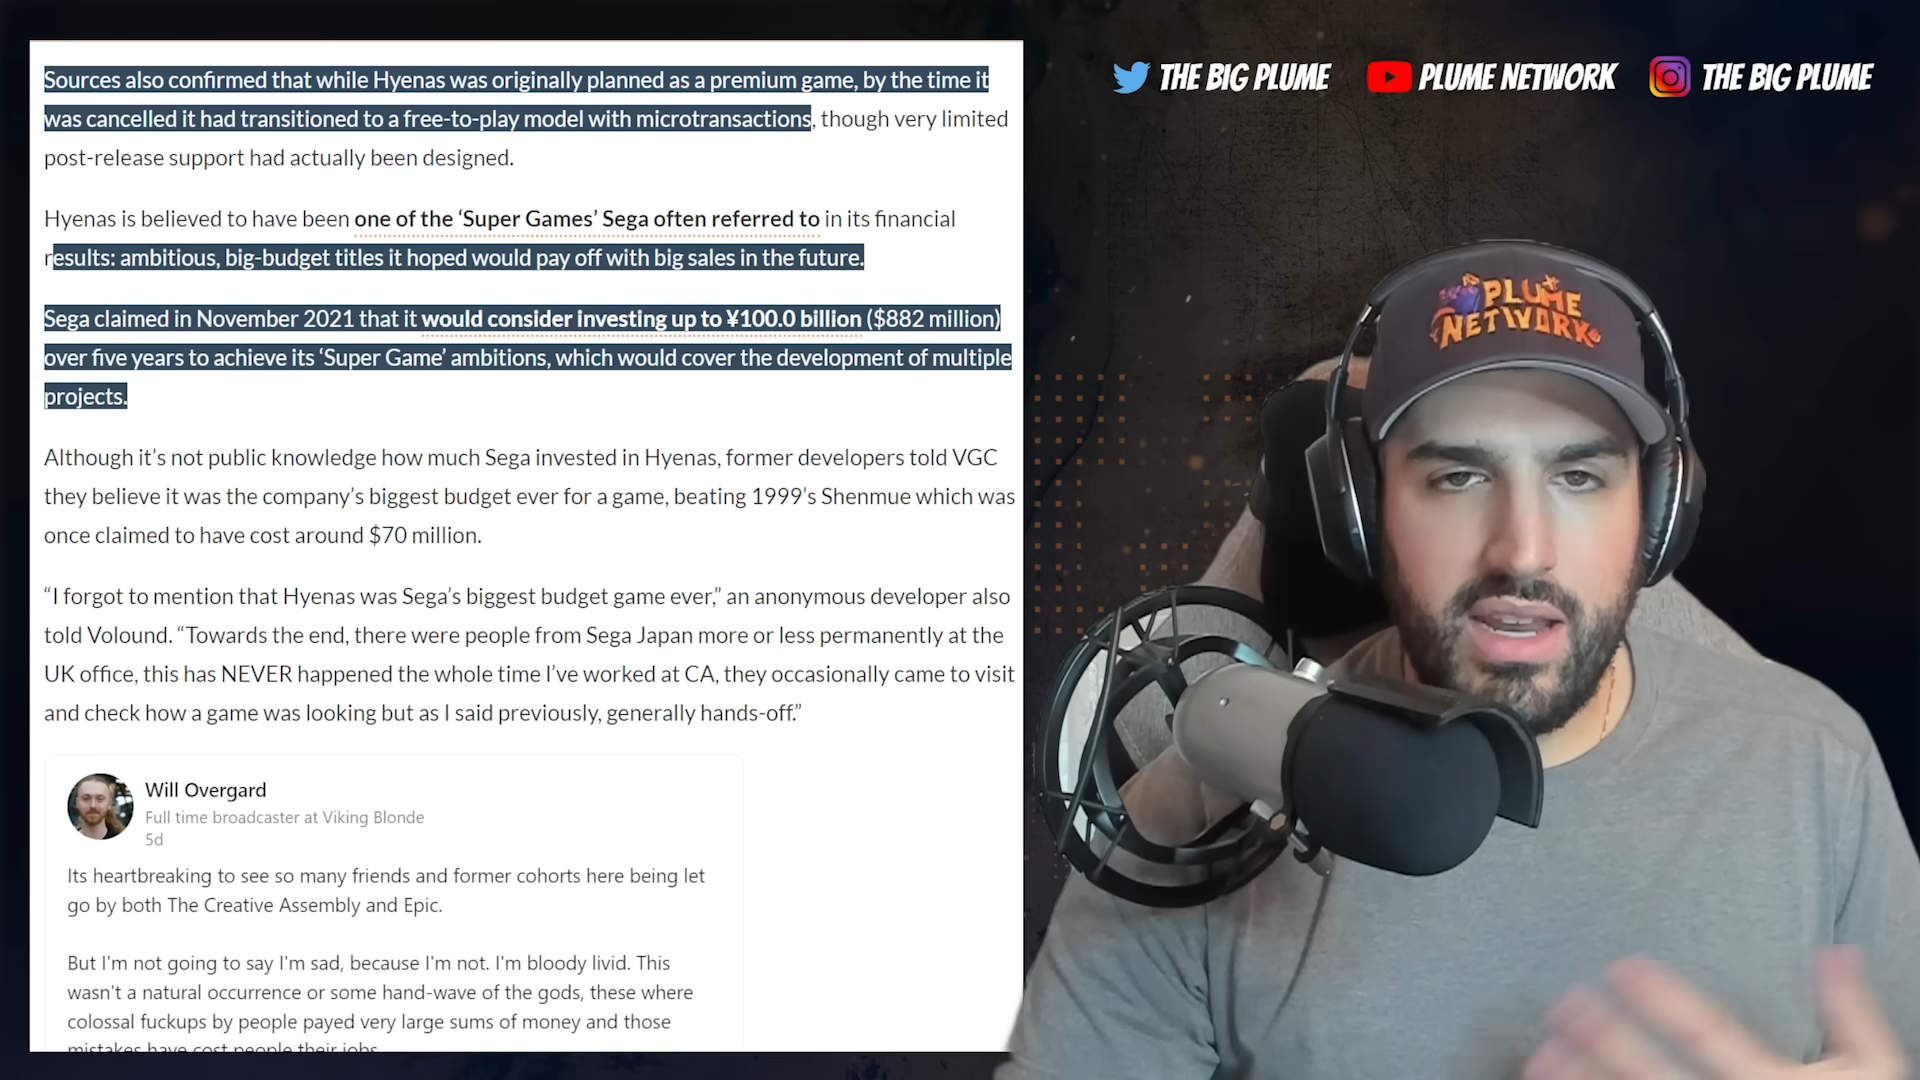 Sources also confirmed that while Hyenas was originally planned as a premium game, by the time it
was cancelled it had transitioned to a free-to-play model with microtransactions, though very limited
post-release support had actually been designed.
Hyenas is believed to have been one of the ‘Super Games’ Sega often referred to in its financial
results: ambitious, big-budget titles it hoped would pay off with big sales in the future.
Sega claimed in November 2021 that it would consider investing up to ¥100.0 billion ($882 million)
over five years to achieve its ‘Super Game’ ambitions, which would cover the development of multiple
projects.
Although it’s not public knowledge how much Sega invested in Hyenas, former developers told VGC
they believe it was the company’s biggest budget ever for a game, beating 1999’s Shenmue which was
once claimed to have cost around $70 million.
“I forgot to mention that Hyenas was Sega’s biggest budget game ever,” an anonymous developer also
told Volound. “Towards the end, there were people from Sega Japan more or less permanently at the
UK office, this has NEVER happened the whole time I’ve worked at CA, they occasionally came to visit
and check how a game was looking but as I said previously, generally hands-off.”
Will Overgard
Full time broadcaster at Viking Blonde
5d
Its heartbreaking to see so many friends and former cohorts here being let
go by both The Creative Assembly and Epic.
But I'm not going to say I'm sad, because I'm not. I'm bloody livid. This
wasn't a natural occurrence or some hand-wave of the gods, these where
colossal fuckups by people payed very large sums of money and those
mistakes have cost people their jobs
THE BIG PLUME
PLUME NETWORK
THE BIG PLUME
PLUME
NETWORK